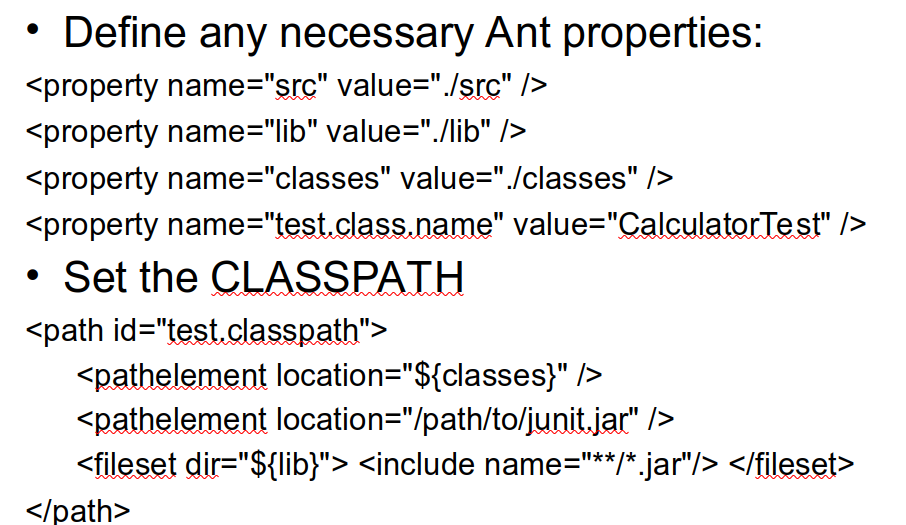 • Define any necessary Ant properties:
<property name="src" value="./src" />
<property name="lib" value="./lib" />
<property name="classes" value="./classes" />
<property name="test.class.name" value="CalculatorTest" />
• Set the CLASSPATH
<path id="test.classpath">
<pathelement location="${classes}" />
<pathelement location="/path/to/junit.jar" />
<fileset dir="${lib}"> <include name="**/*.jar"/> </fileset>
</path>